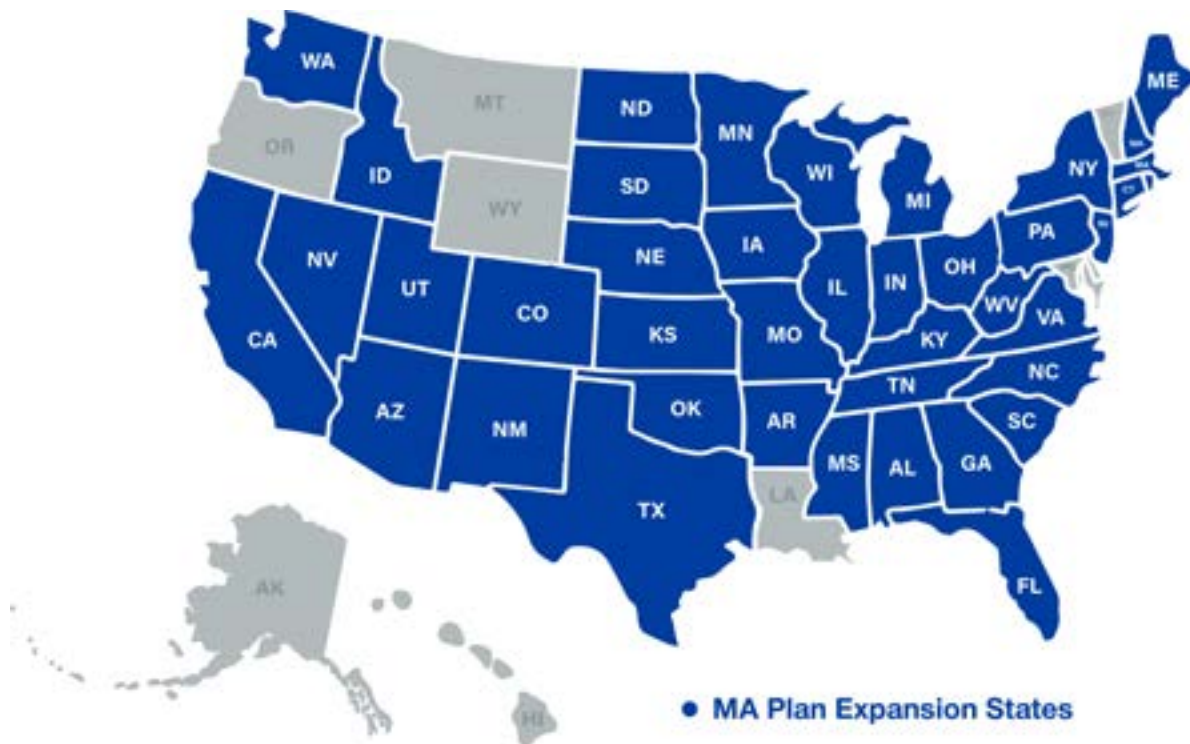 WA
MT
ND
MN
ME
OR
ID
SD
WI
NY
MI
WY
CT
IA
PA
NV
NE
OH
UT
IL
IN
CO
WV
VA
CA
KS
MO
KY
NC
TN
AZ
OK
AR
SC
NM
MS
AL
GA
LA
TX
AK
FL
HI
• MA Plan Expansion States